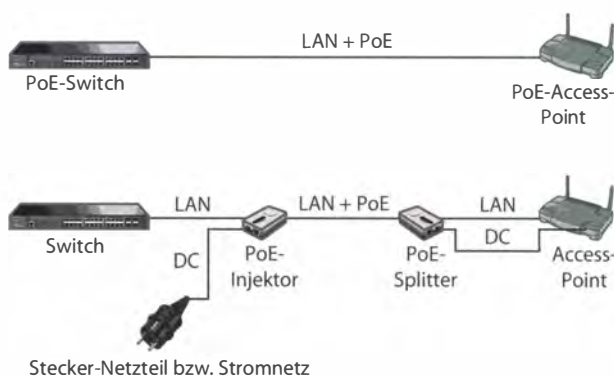 LAN + PoE
PoE-Switch
PoE-Access-
Point
LAN
LAN + PoE
LAN
Switch
DC
PoE-
Injektor
PoE-
Splitter
DC
Access-
Point
Stecker-Netzteil bzw. Stromnetz